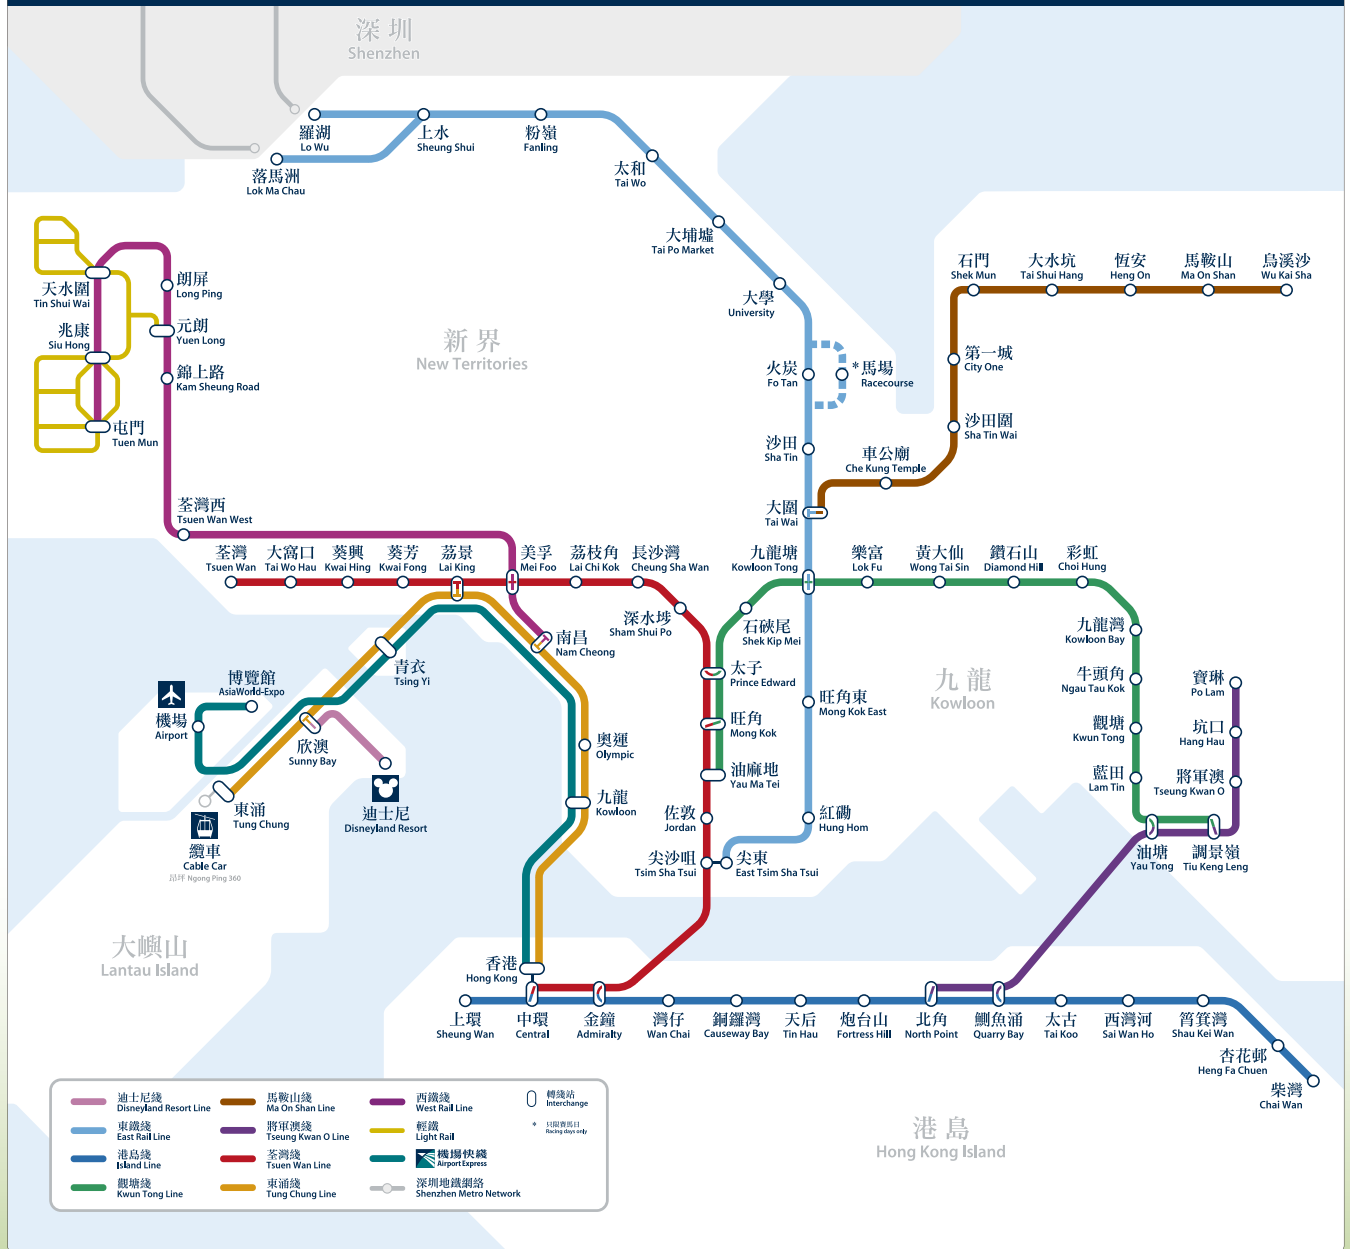 深圳
Shenzhen
羅湖
Lo Wu
上水
Sheung Shui
粉嶺
Fanling
落馬洲
Lok Ma Chau
太和
Tai Wo
大埔墟
Tai Po Market
大學
University
石門
Shek Mun
大水坑
Tai Shui Hang
恆安
Heng On
馬鞍山
Ma On Shan
烏溪沙
Wu Kai Sha
天水圍
Tin Shui Wai
朗屏
Long Ping
兆康
Siu Hong
元朗
Yuen Long
錦上路
Kam Sheung Road
屯門
Tuen Mun
新界
New Territories
火炭
Fo Tan
*馬場
Racecourse
第一城
City One
沙田圍
Sha Tin Wai
沙田
Sha Tin
車公廟
Che Kung Temple
大圍
Tai Wai
荃灣西
Tsuen Wan West
荃灣
Tsuen Wan
大窩口
Tai Wo Hau
葵興
Kwai Hing
葵芳
Kwai Fong
荔景
Lai King
美孚
Mei Foo
荔枝角
Lai Chi Kok
長沙灣
Cheung Sha Wan
九龍塘
Kowloon Tong
樂富
Lok Fu
黃大仙
Wong Tai Sin
鑽石山
Diamond Hill
彩虹
Choi Hung
深水埗
Sham Shui Po
石硤尾
Shek Kip Mei
九龍灣
Kowloon Bay
南昌
Nam Cheong
青衣
Tsing Yi
太子
Prince Edward
牛頭角
Ngau Tau Kok
寶琳
Po Lam
博覽館
AsiaWorld-Expo
機場
Airport
旺角東
Mong Kok East
九龍
Kowloon
旺角
Mong Kok
觀塘
Kwun Tong
坑口
Hang Hau
欣澳
Sunny Bay
奧運
Olympic
油麻地
Yau Ma Tei
藍田
Lam Tin
將軍澳
Tseung Kwan O
東涌
Tung Chung
迪士尼
Disneyland Resort
九龍
Kowloon
佐敦
Jordan
紅磡
Hung Hom
纜車
Cable Car
昂坪 Ngong Ping 360
尖沙咀
Tsim Sha Tsui
尖東
East Tsim Sha Tsui
油塘
Yau Tong
調景嶺
Tiu Keng Leng
大嶼山
Lantau Island
香港
Hong Kong
上環
Sheung Wan
中環
Central
金鐘
Admiralty
灣仔
Wan Chai
銅鑼灣
Causeway Bay
天后
Tin Hau
炮台山
Fortress Hill
北角
North Point
鰂魚涌
Quarry Bay
太古
Tai Koo
西灣河
Sai Wan Ho
筲箕灣
Shau Kei Wan
杏花邨
Heng Fa Chuen
柴灣
Chai Wan
港島
Hong Kong Island
迪士尼綫
Disneyland Resort Line
東鐵綫
East Rail Line
港島綫
Island Line
觀塘綫
Kwun Tong Line
馬鞍山綫
Ma On Shan Line
將軍澳綫
Tseung Kwan O Line
荃灣綫
Tsuen Wan Line
東涌綫
Tung Chung Line
西鐵綫
West Rail Line
輕鐵
Light Rail
機場快綫
Airport Express
深圳地鐵網絡
Shenzhen Metro Network
轉綫站
Interchange
* 只限賽馬日
Racing days only